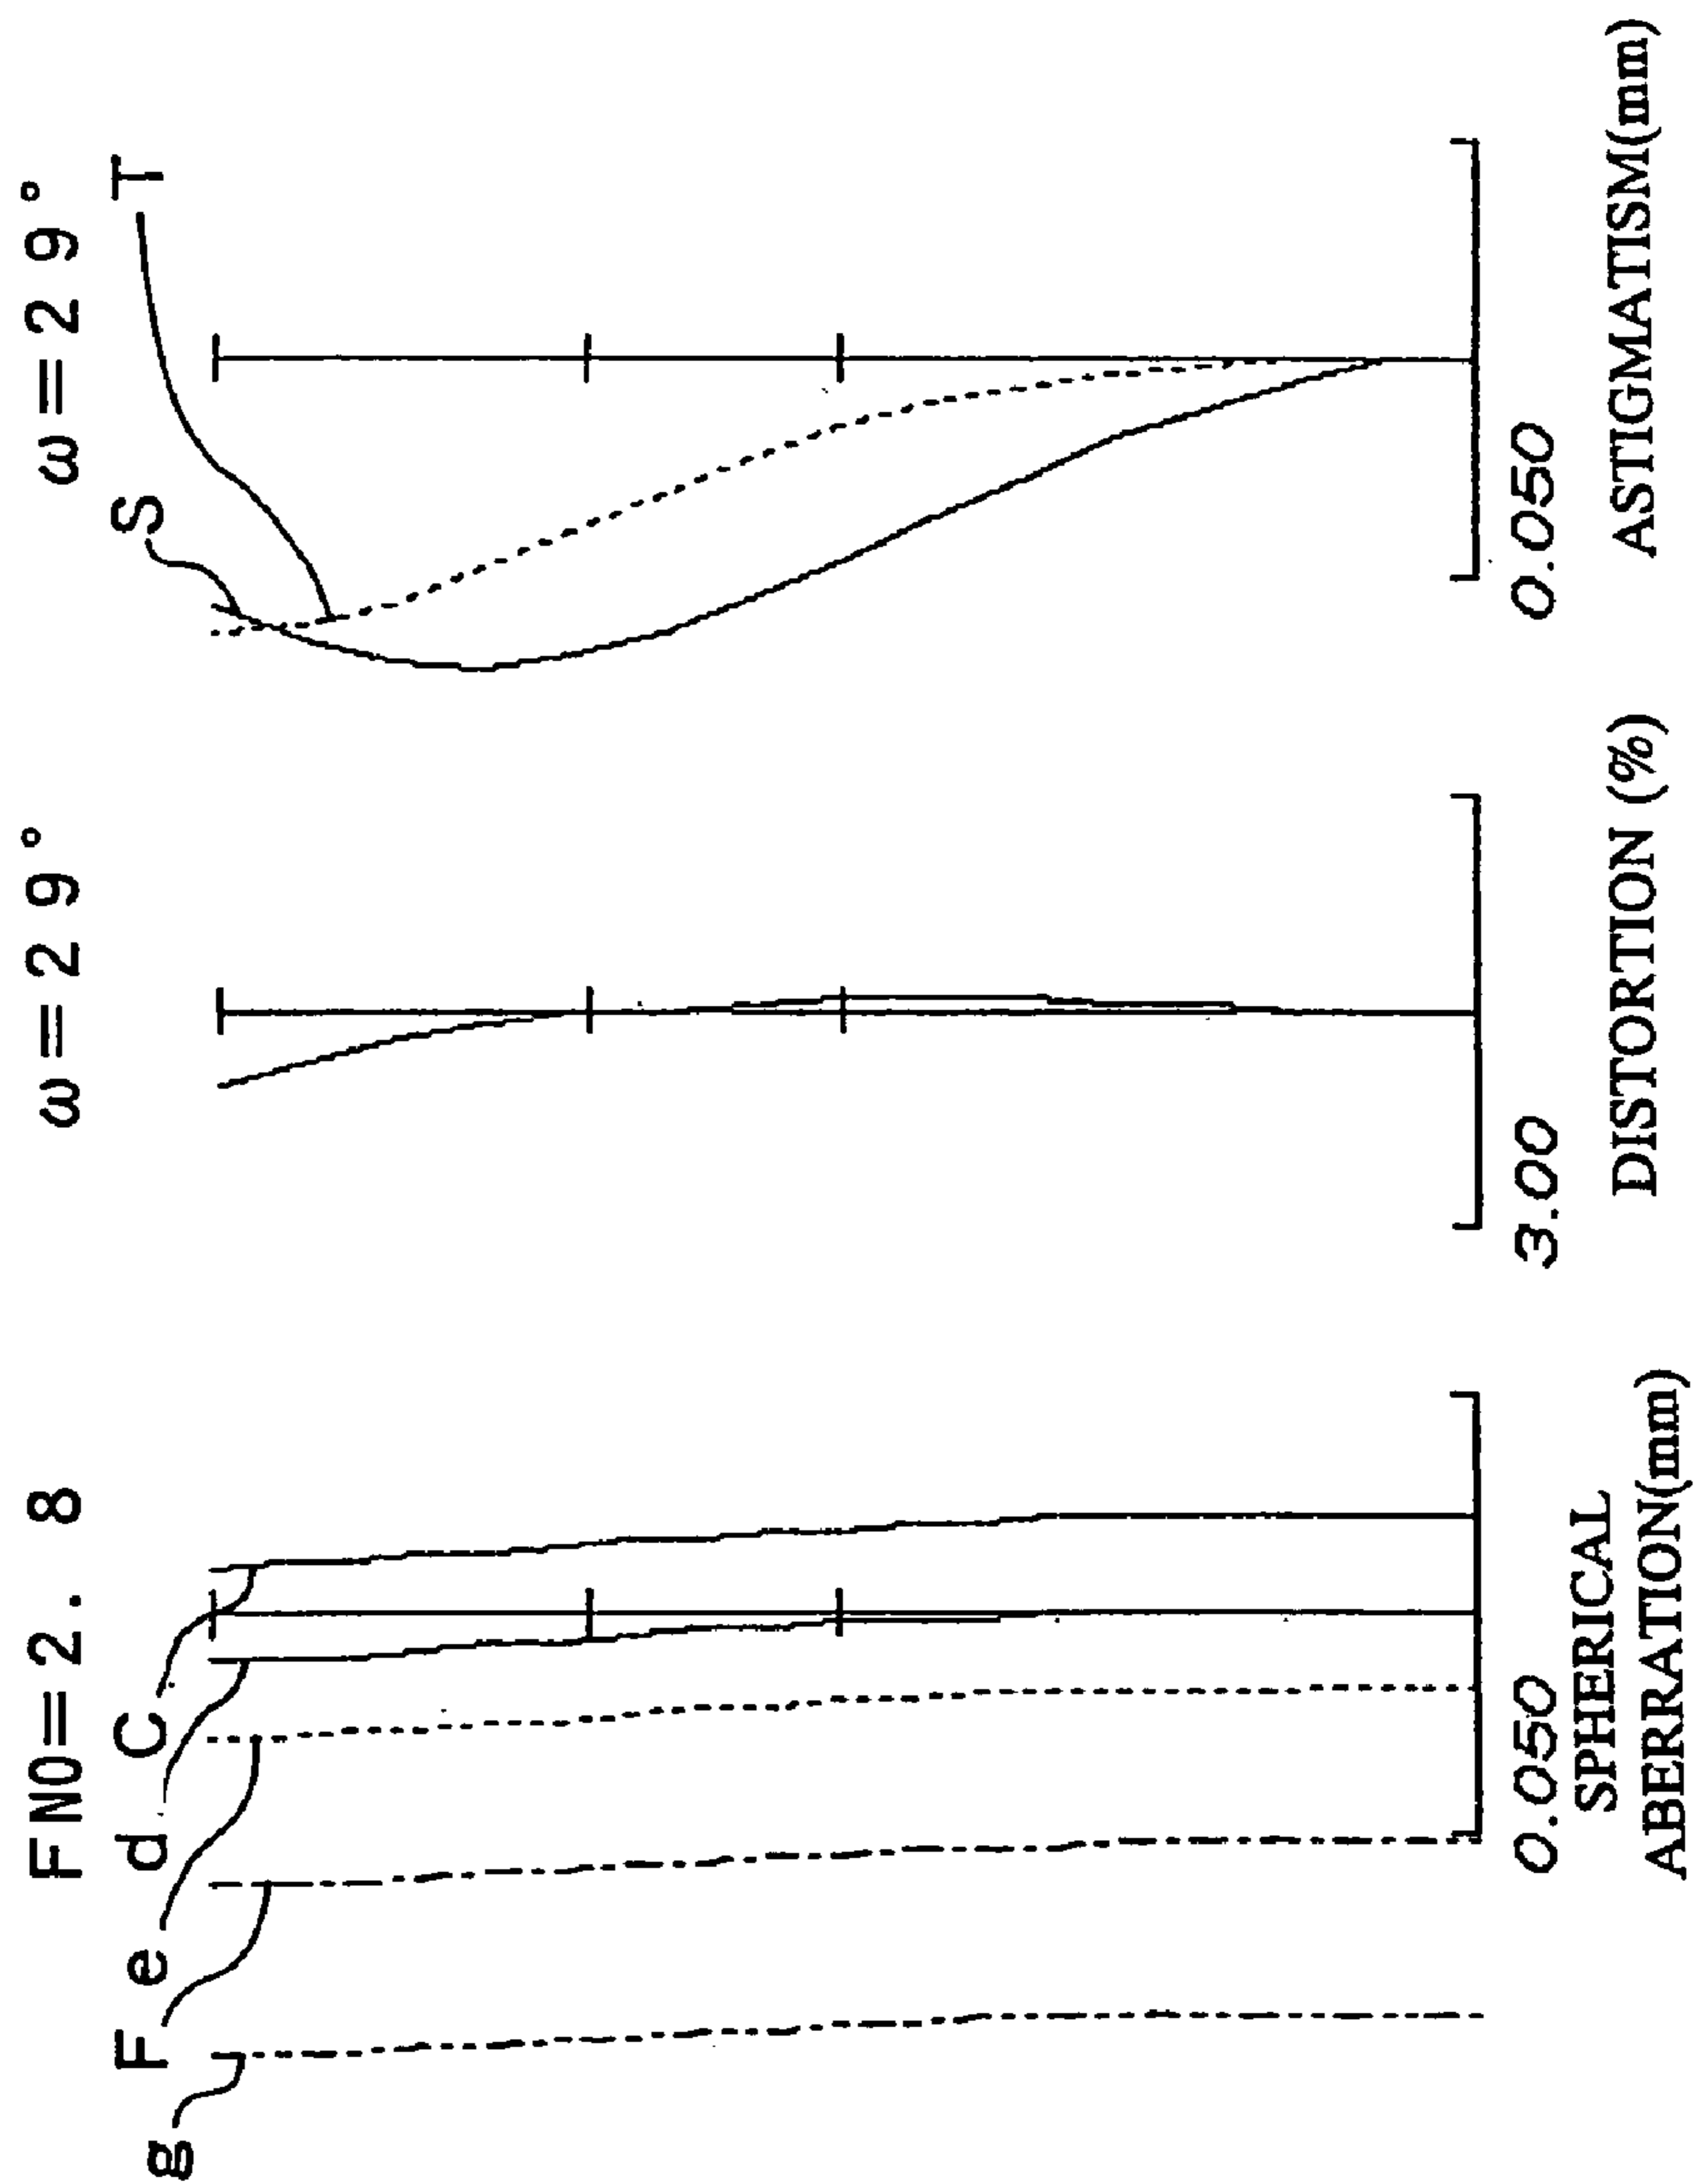 FNO=2.8
g F e d C
0.050
SPHERICAL
ABERRATION(mm)
ω=29°
3.00
DISTORTION (%)
ω=29°
S T
0.050
ASTIGMATISM(mm)